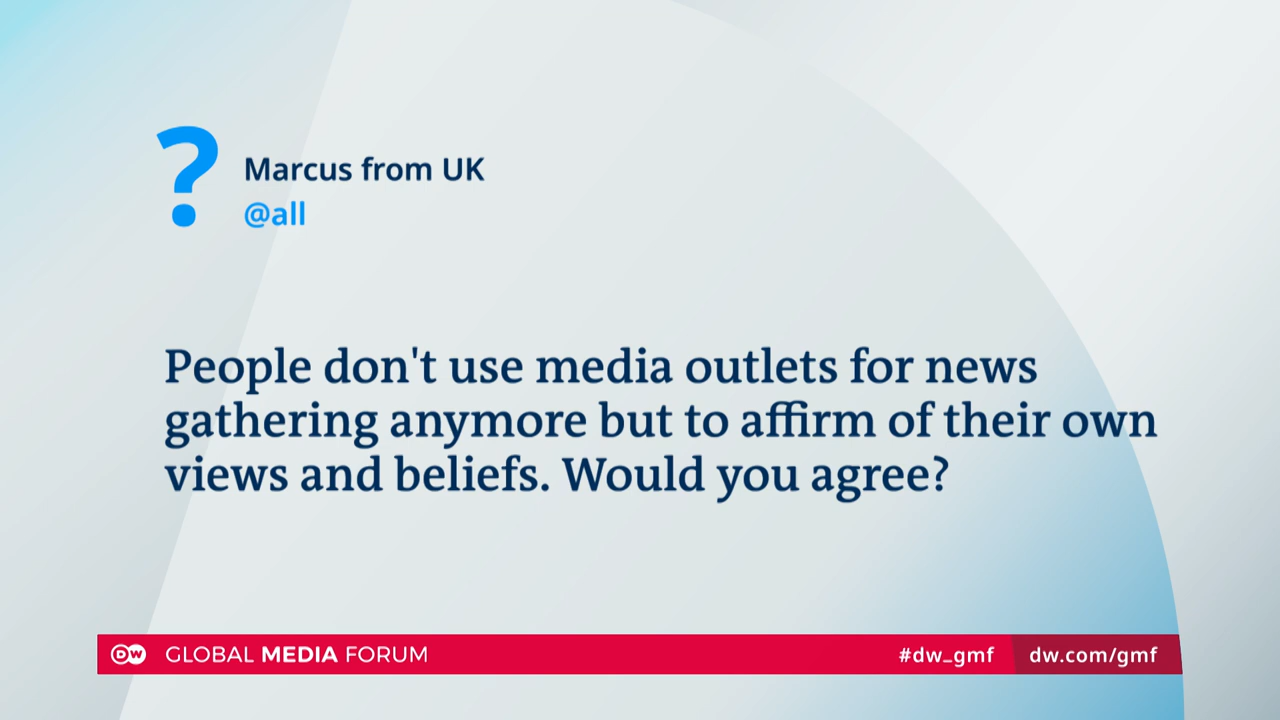 ?
Marcus from UK
@all
People don't use media outlets for news
gathering anymore but to affirm of their own
views and beliefs. Would you agree?
DW GLOBAL MEDIA FORUM #dw_gmf dw.com/gmf